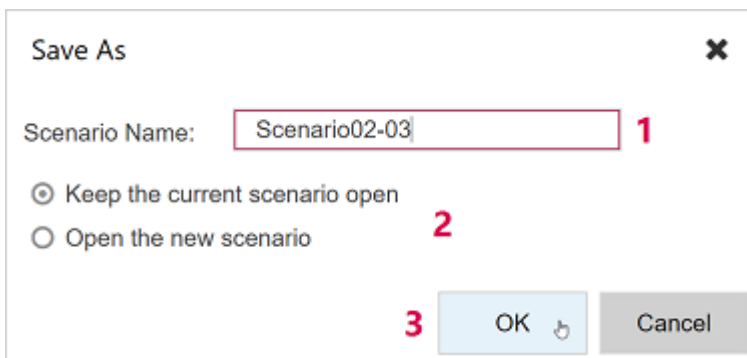 Save As
Scenario Name: Scenario02-03 1
Keep the current scenario open
Open the new scenario 2
3 OK Cancel